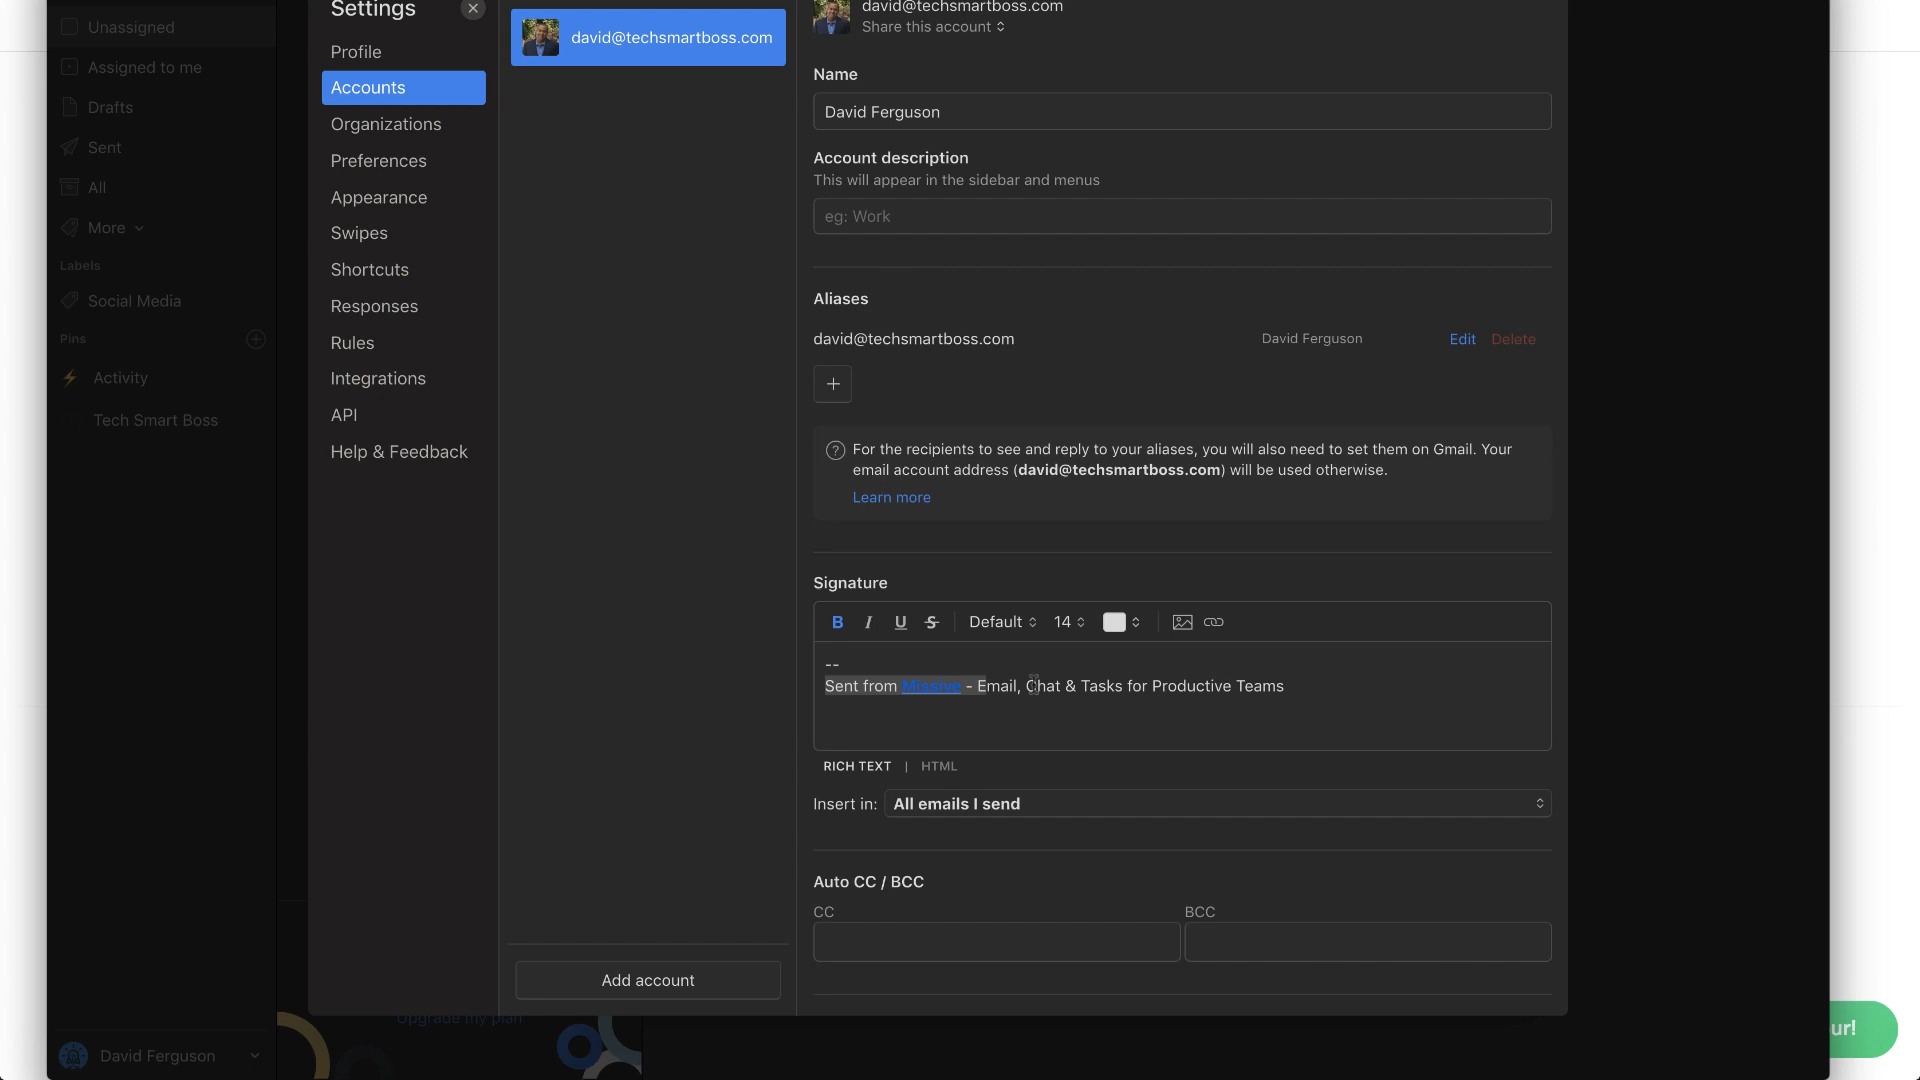 Unassigned
Assigned to me
Drafts
Sent
All
More
Labels
Social Media
Pins
Activity
Tech Smart Boss
David Ferguson
Settings
Profile
Accounts
Organizations
Preferences
Appearance
Swipes
Shortcuts
Responses
Rules
Integrations
API
Help & Feedback
david@techsmartboss.com
Add account
Upgrade my plan
david@techsmartboss.com
Share this account
Name
David Ferguson
Account description
This will appear in the sidebar and menus
eg: Work
Aliases
david@techsmartboss.com David Ferguson Edit Delete
For the recipients to see and reply to your aliases, you will also need to set them on Gmail. Your
email account address (david@techsmartboss.com) will be used otherwise.
Learn more
Signature
B I U S Default 14
--
Sent from Missive - Email, Chat & Tasks for Productive Teams
RICH TEXT | HTML
Insert in: All emails I send
Auto CC / BCC
CC BCC
ur!